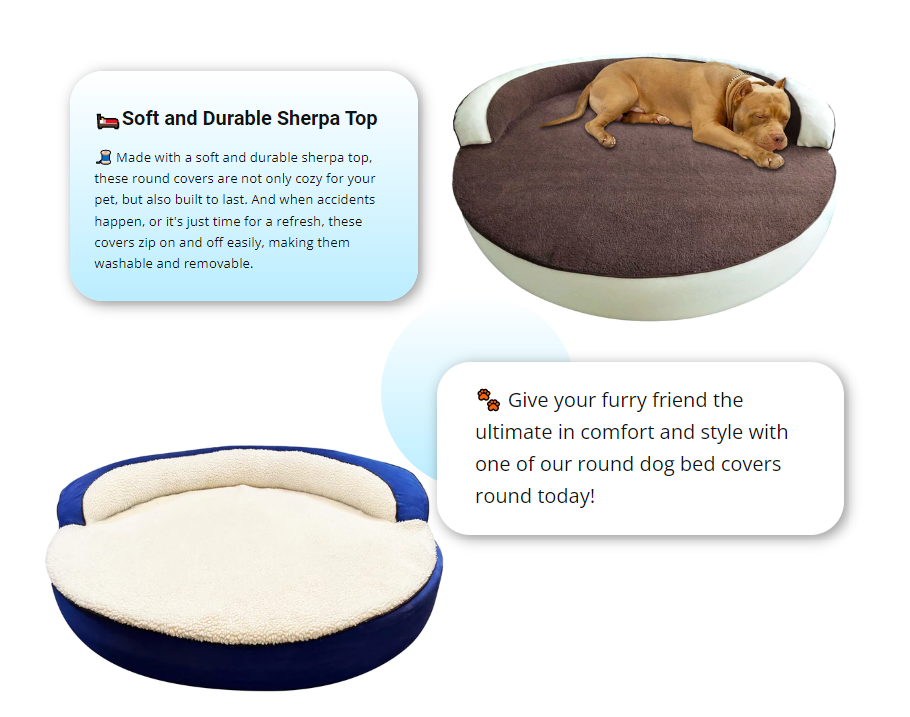 Soft and Durable Sherpa Top
Made with a soft and durable sherpa top,
these round covers are not only cozy for your
pet, but also built to last. And when accidents
happen, or it's just time for a refresh, these
covers zip on and off easily, making them
washable and removable.
Give your furry friend the
ultimate in comfort and style with
one of our round dog bed covers
round today!